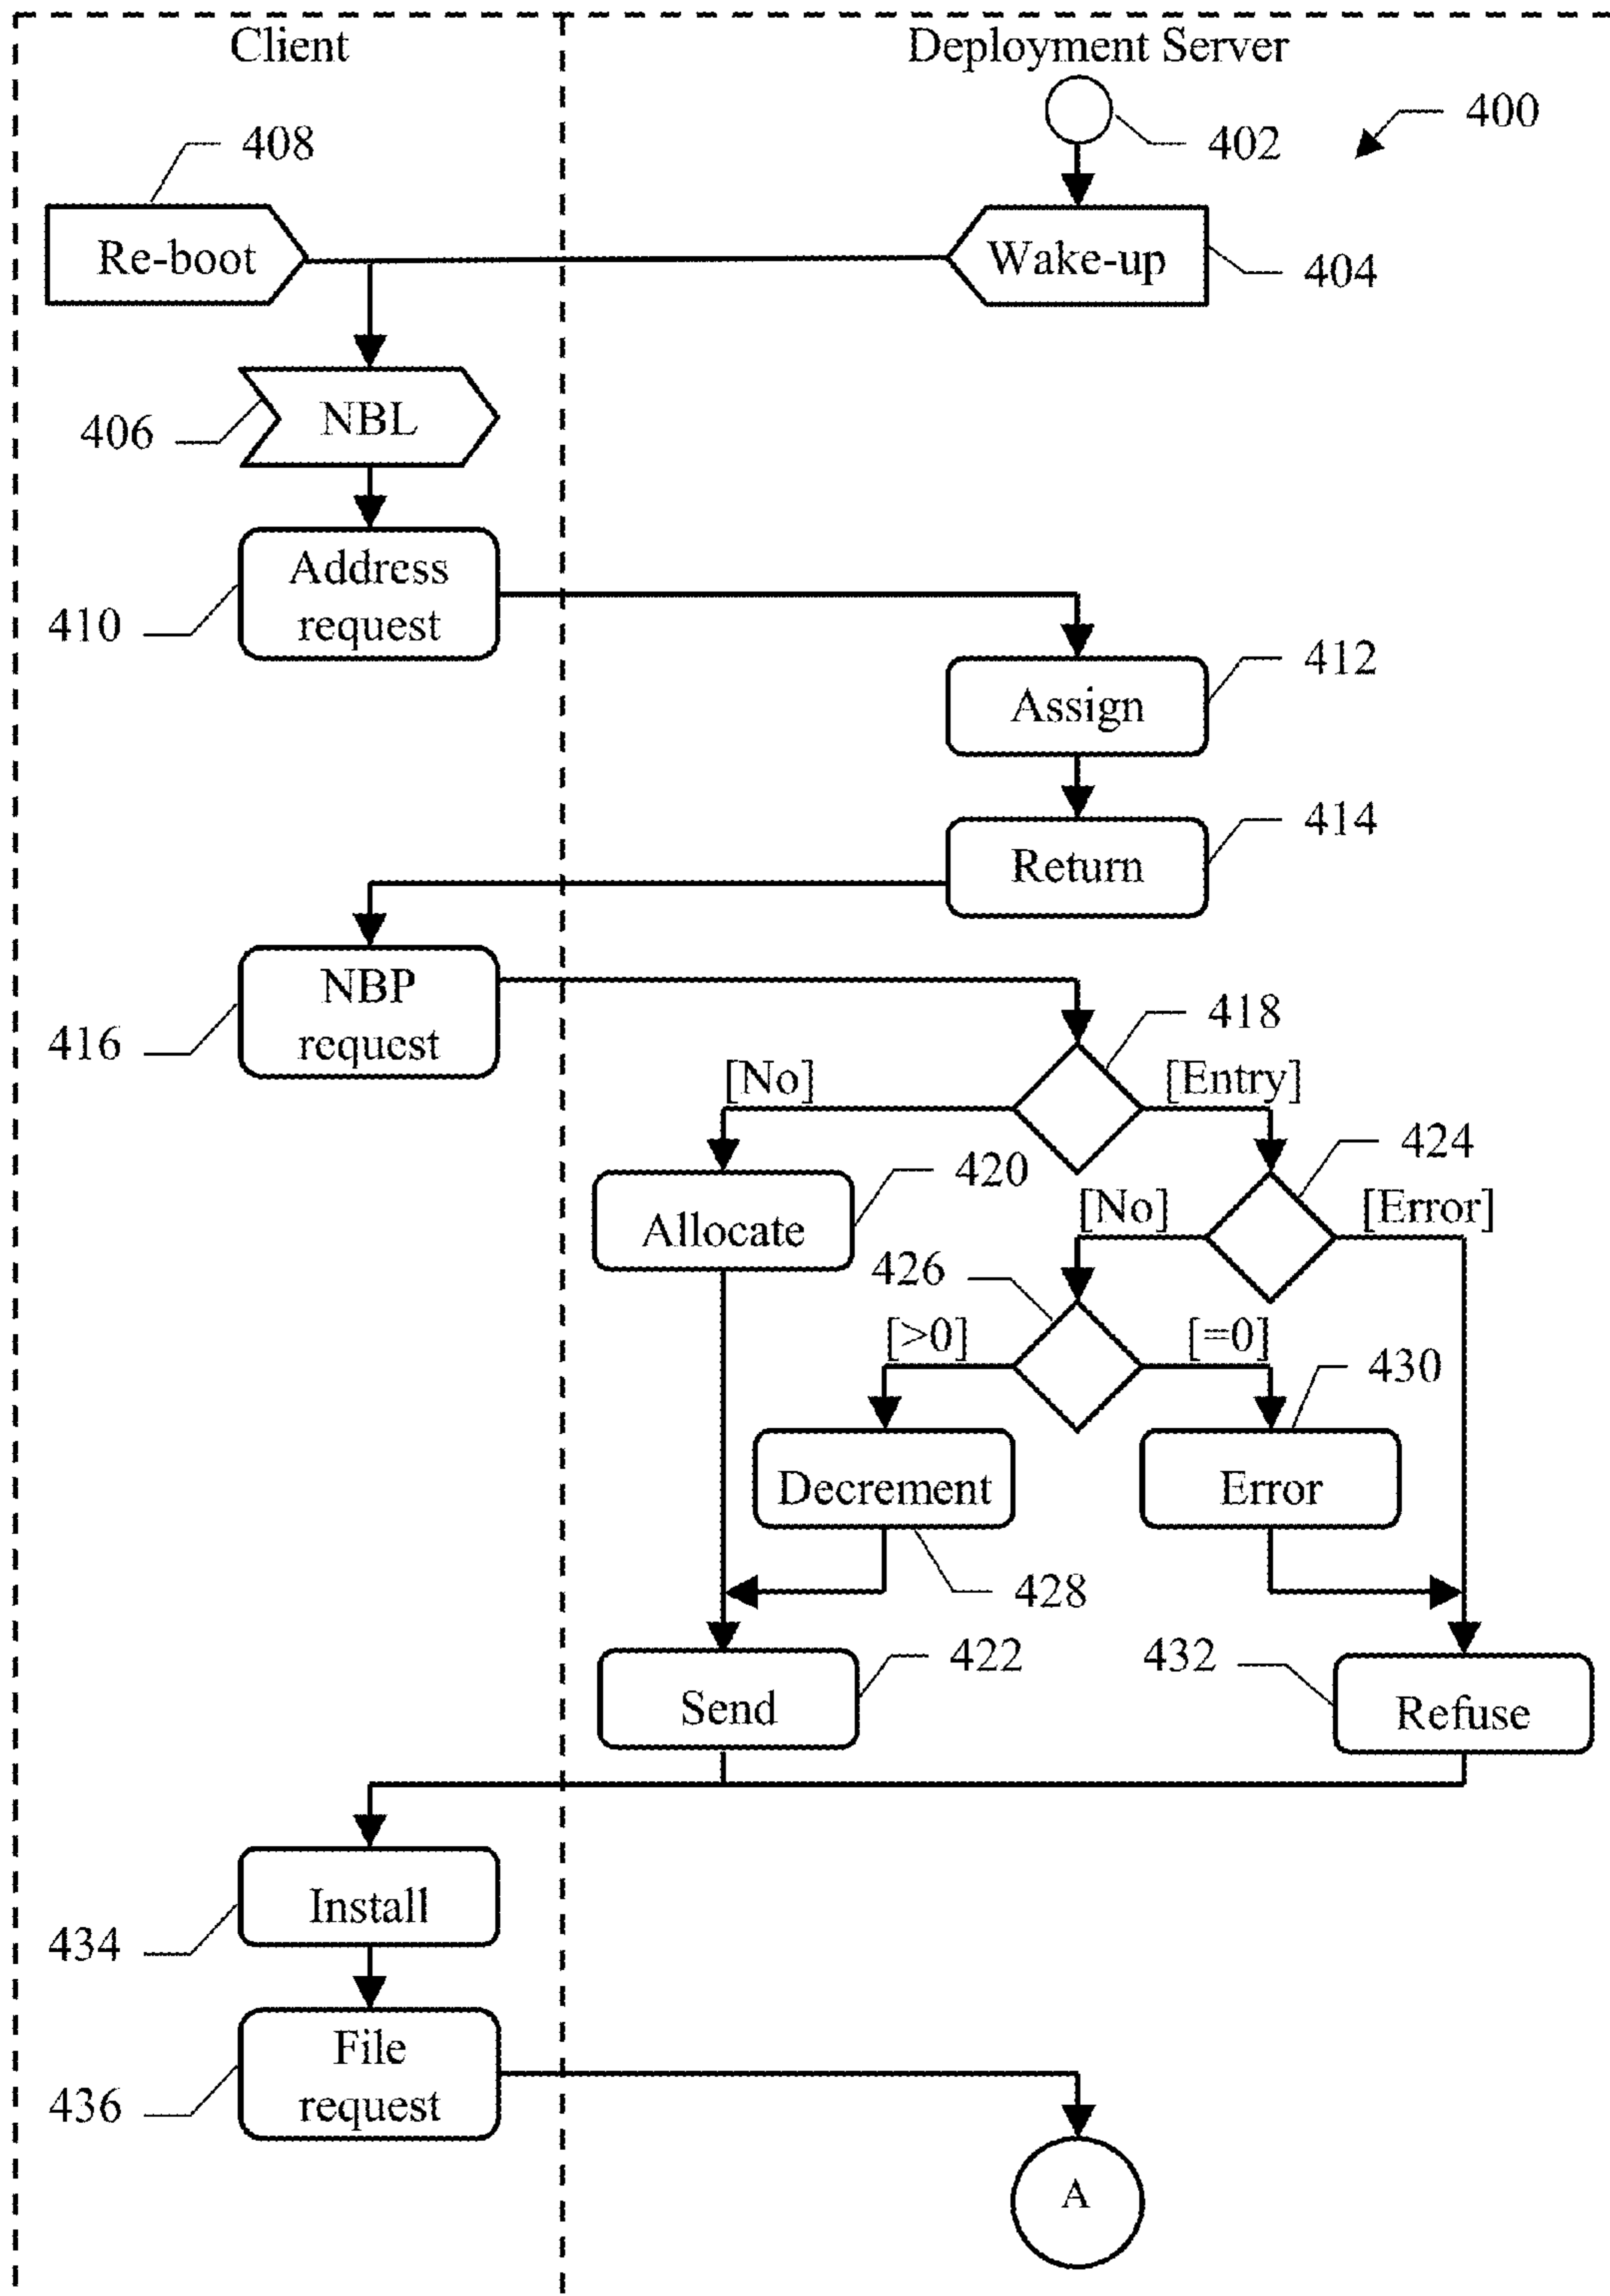 Client
Deployment Server
400
402
408
Re-boot
Wake-up
404
NBL
406
Address
request
410
412
Assign
414
Return
NBP
request
416
418
[No]
[Entry]
424
420
[No]
[Error]
Allocate
426
[>0]
[=0]
430
Decrement
Error
428
422
432
Send
Refuse
Install
434
File
request
436
A